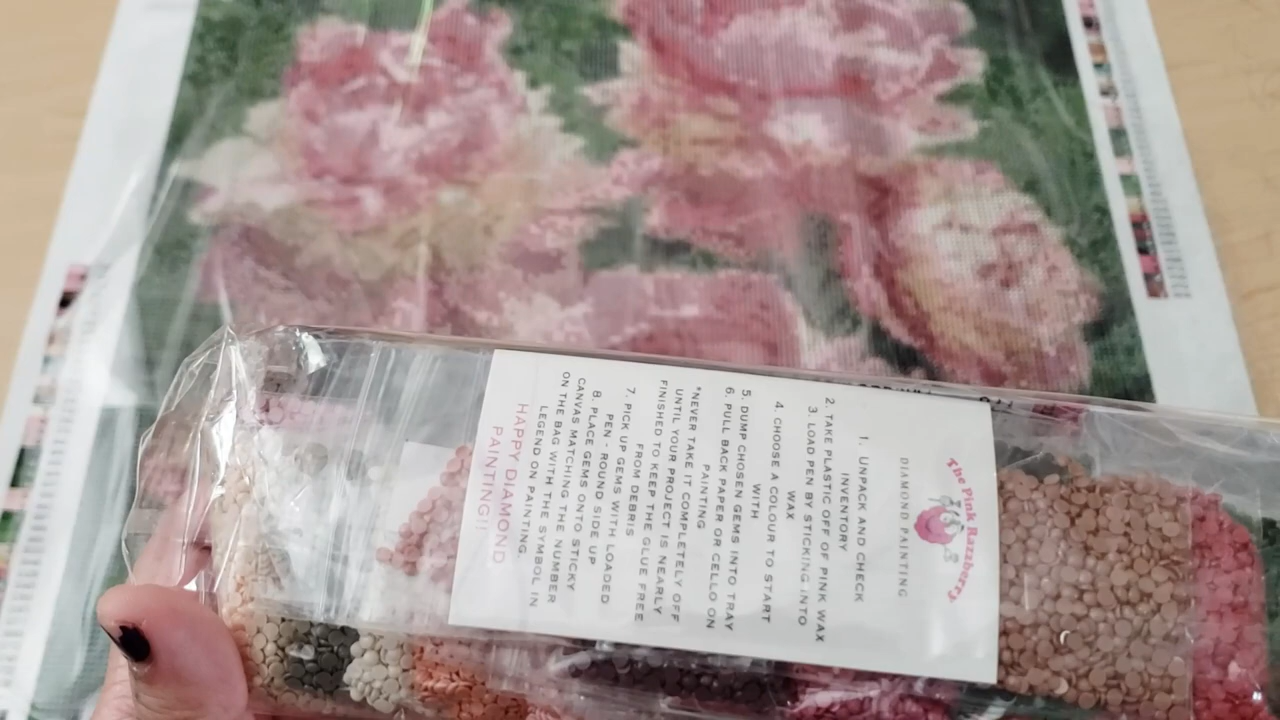 The Pink Razzberry
DIAMOND PAINTING
1. UNPACK AND CHECK
INVENTORY
2. TAKE PLASTIC OFF OF PINK WAX
3. LOAD PEN BY STICKING INTO
WAX
4. CHOOSE A COLOUR TO START
WITH
5. DUMP CHOSEN GEMS INTO TRAY
6. PULL BACK PAPER OR CELLO ON
PAINTING
*NEVER TAKE IT COMPLETELY OFF
UNTIL YOUR PROJECT IS NEARLY
FINISHED TO KEEP THE GLUE FREE
FROM DEBRIS
7. PICK UP GEMS WITH LOADED
PEN - ROUND SIDE UP
8. PLACE GEMS ONTO STICKY
CANVAS MATCHING THE NUMBER
ON THE BAG WITH THE SYMBOL IN
LEGEND ON PAINTING.
HAPPY DIAMOND
PAINTING!!